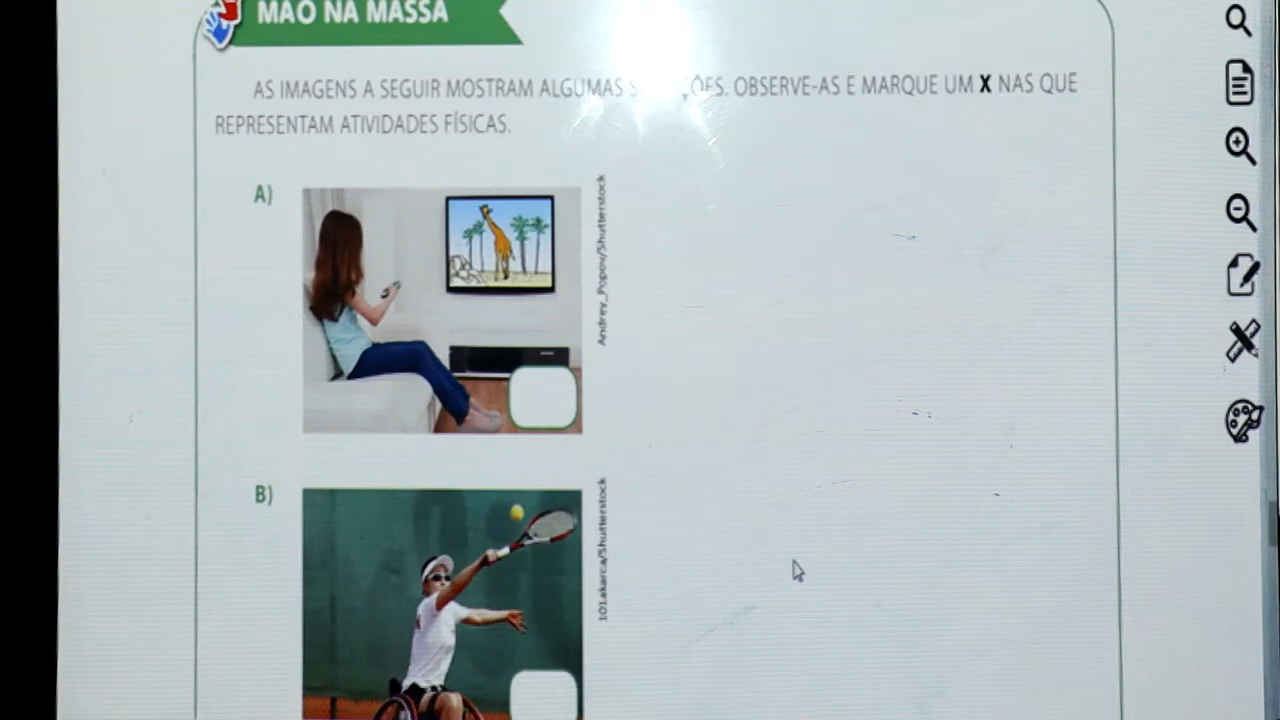 MÃO NA MASSA
AS IMAGENS A SEGUIR MOSTRAM ALGUMAS OBSERVE-AS E MARQUE UM X NAS QUE
REPRESENTAM ATIVIDADES FÍSICAS.
A)
Andrey_Popov/Shutterstock
B)
101akarca/Shutterstock